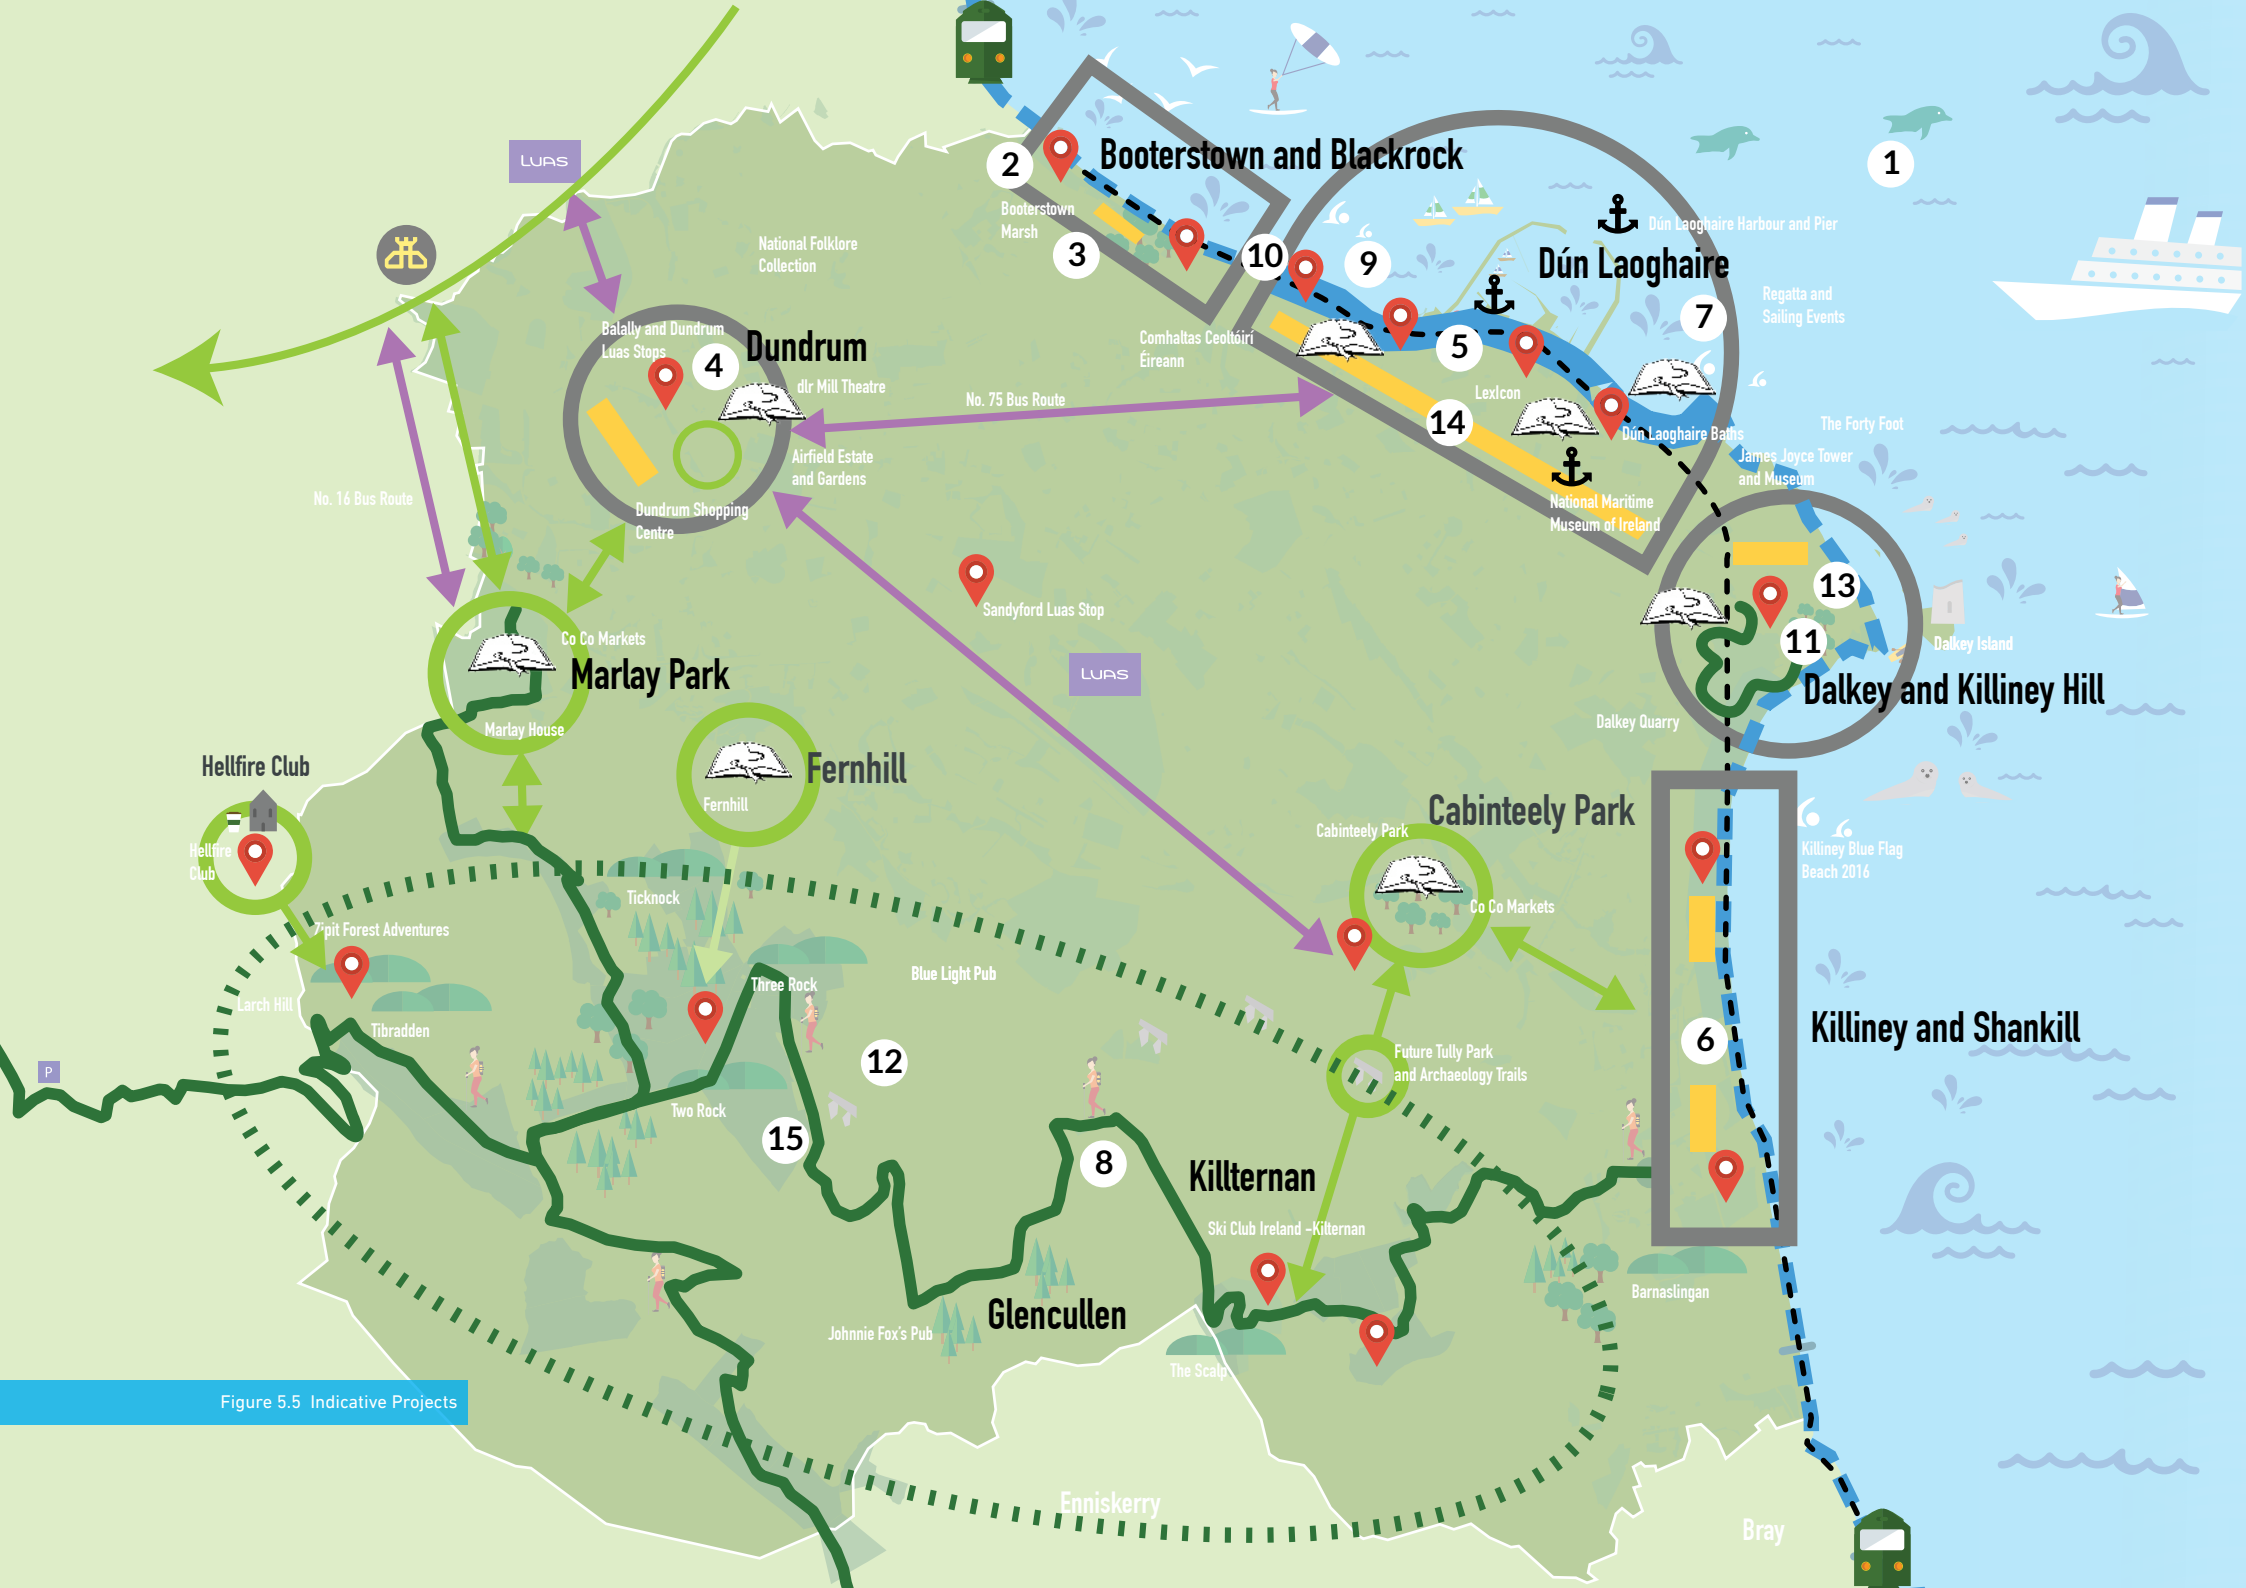 LUAS
2
Booterstown and Blackrock
1
Booterstown
Marsh
3
National Folklore
Collection
10
9
Dún Laoghaire Harbour and Pier
Dún Laoghaire
7
Regatta and
Sailing Events
Balally and Dundrum
Luas Stops
4
Dundrum
dlr Mill Theatre
Comhaltas Ceoltóirí
Éireann
5
LexIcon
No. 75 Bus Route
14
Dún Laoghaire Baths
The Forty Foot
James Joyce Tower
and Museum
Airfield Estate
and Gardens
No. 16 Bus Route
Dundrum Shopping
Centre
National Maritime
Museum of Ireland
Sandyford Luas Stop
13
11
Dalkey Island
Co Co Markets
Marlay Park
LUAS
Dalkey and Killiney Hill
Dalkey Quarry
Marlay House
Hellfire Club
Fernhill
Fernhill
Cabinteely Park
Cabinteely Park
Hellfire
Club
Killiney Blue Flag
Beach 2016
Ticknock
Co Co Markets
Zipit Forest Adventures
Blue Light Pub
Three Rock
Larch Hill
Tibradden
P
12
6
Killiney and Shankill
Future Tully Park
and Archaeology Trails
Two Rock
15
8
Killternan
Ski Club Ireland -Kilternan
Glencullen
Johnnie Fox's Pub
The Scalp
Barnaslingan
Figure 5.5 Indicative Projects
Enniskerry
Bray